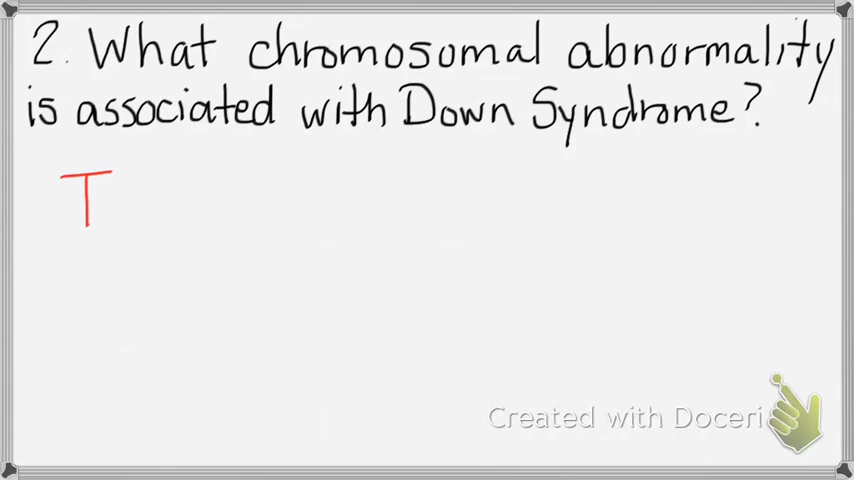 2. What chromosomal abnormality
is associated with Down Syndrome?
T
Created with Doceri